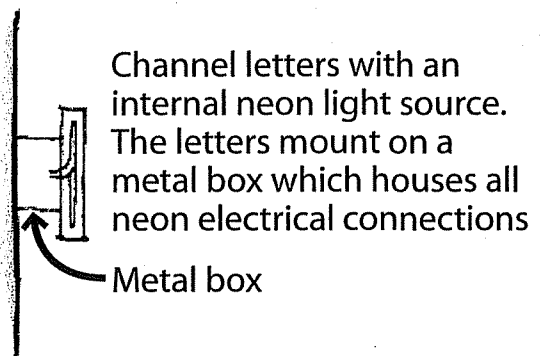 Channel letters with an
internal neon light source.
The letters mount on a
metal box which houses all
neon electrical connections
Metal box